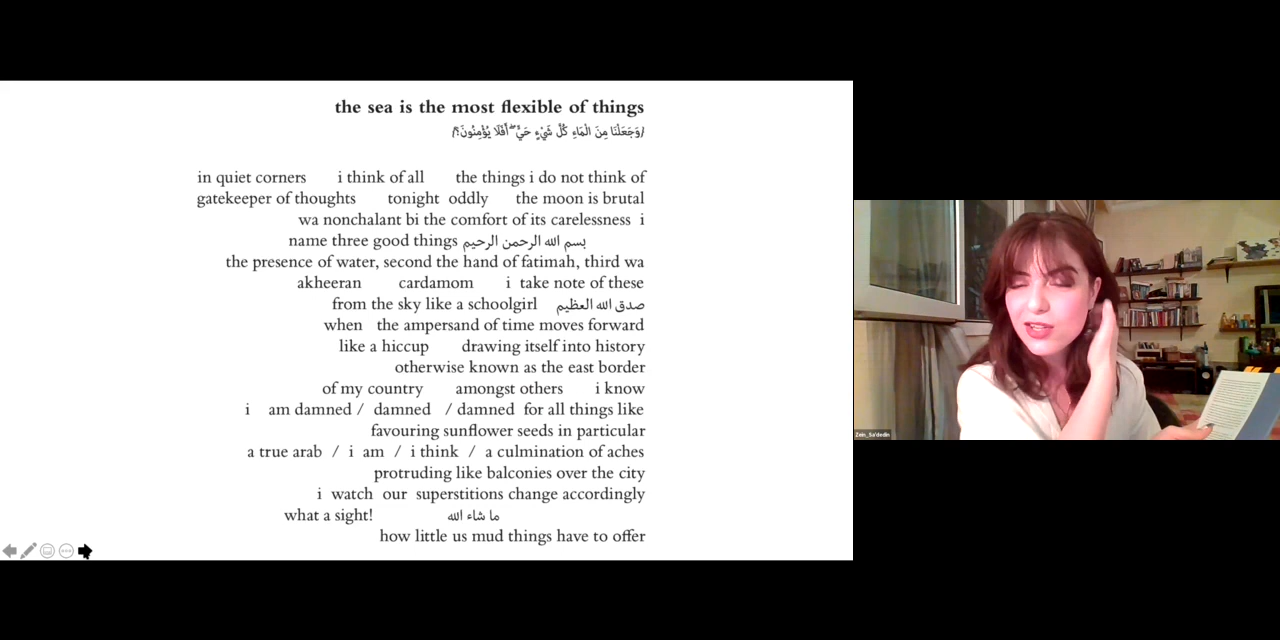 the sea is the most flexible of things
/وَجَعَلْنَا مِنَ الْمَاءِ كُلَّ شَيْءٍ حَيٍّ ۖ أَفَلَا يُؤْمِنُونَ؟/
in quiet corners i think of all the things i do not think of
gatekeeper of thoughts tonight oddly the moon is brutal
wa nonchalant bi the comfort of its carelessness i
name three good things بسم الله الرحمن الرحيم
the presence of water, second the hand of fatimah, third wa
akheeran cardamom i take note of these
from the sky like a schoolgirl صدق الله العظيم
when the ampersand of time moves forward
like a hiccup drawing itself into history
otherwise known as the east border
of my country amongst others i know
i am damned / damned / damned for all things like
favouring sunflower seeds in particular
a true arab / i am / i think / a culmination of aches
protruding like balconies over the city
i watch our superstitions change accordingly
what a sight! ما شاء الله
how little us mud things have to offer
Zein_Sa'dedin